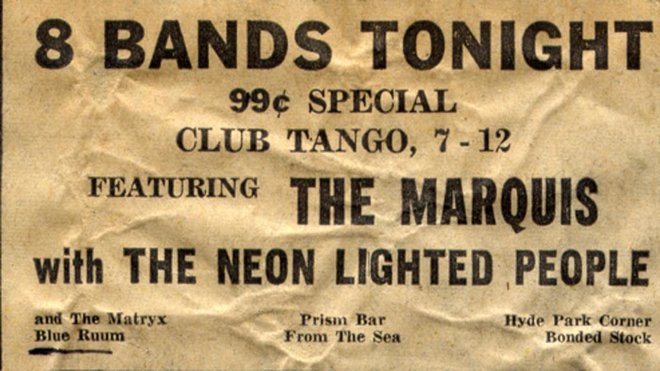 8 BANDS TONIGHT
99¢ SPECIAL
CLUB TANGO, 7-12
FEATURING THE MARQUIS
with THE NEON LIGHTED PEOPLE
and The Matryx Prism Bar Hyde Park Corner
Blue Ruum From The Sea Bonded Stock